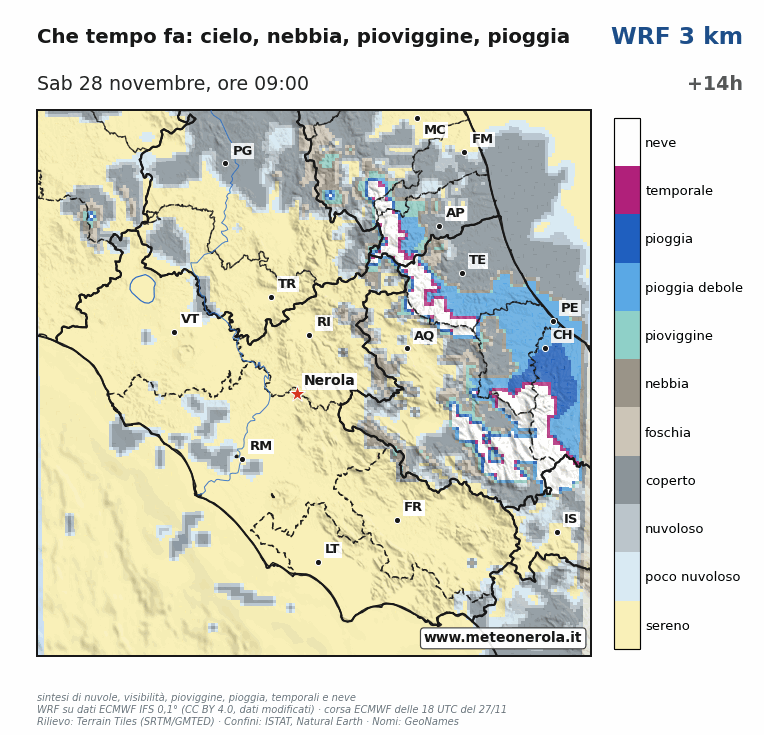 Che tempo fa: cielo, nebbia, pioviggine, pioggia
WRF 3 km
Sab 28 novembre, ore 09:00
+14h
MC
FM
PG
AP
TE
TR
PE
VT
RI
AQ
CH
Nerola
RM
FR
IS
LT
www.meteonerola.it
neve
temporale
pioggia
pioggia debole
pioviggine
nebbia
foschia
coperto
nuvoloso
poco nuvoloso
sereno
sintesi di nuvole, visibilità, pioviggine, pioggia, temporali e neve
WRF su dati ECMWF IFS 0,1° (CC BY 4.0, dati modificati) · corsa ECMWF delle 18 UTC del 27/11
Rilievo: Terrain Tiles (SRTM/GMTED) · Confini: ISTAT, Natural Earth · Nomi: GeoNames